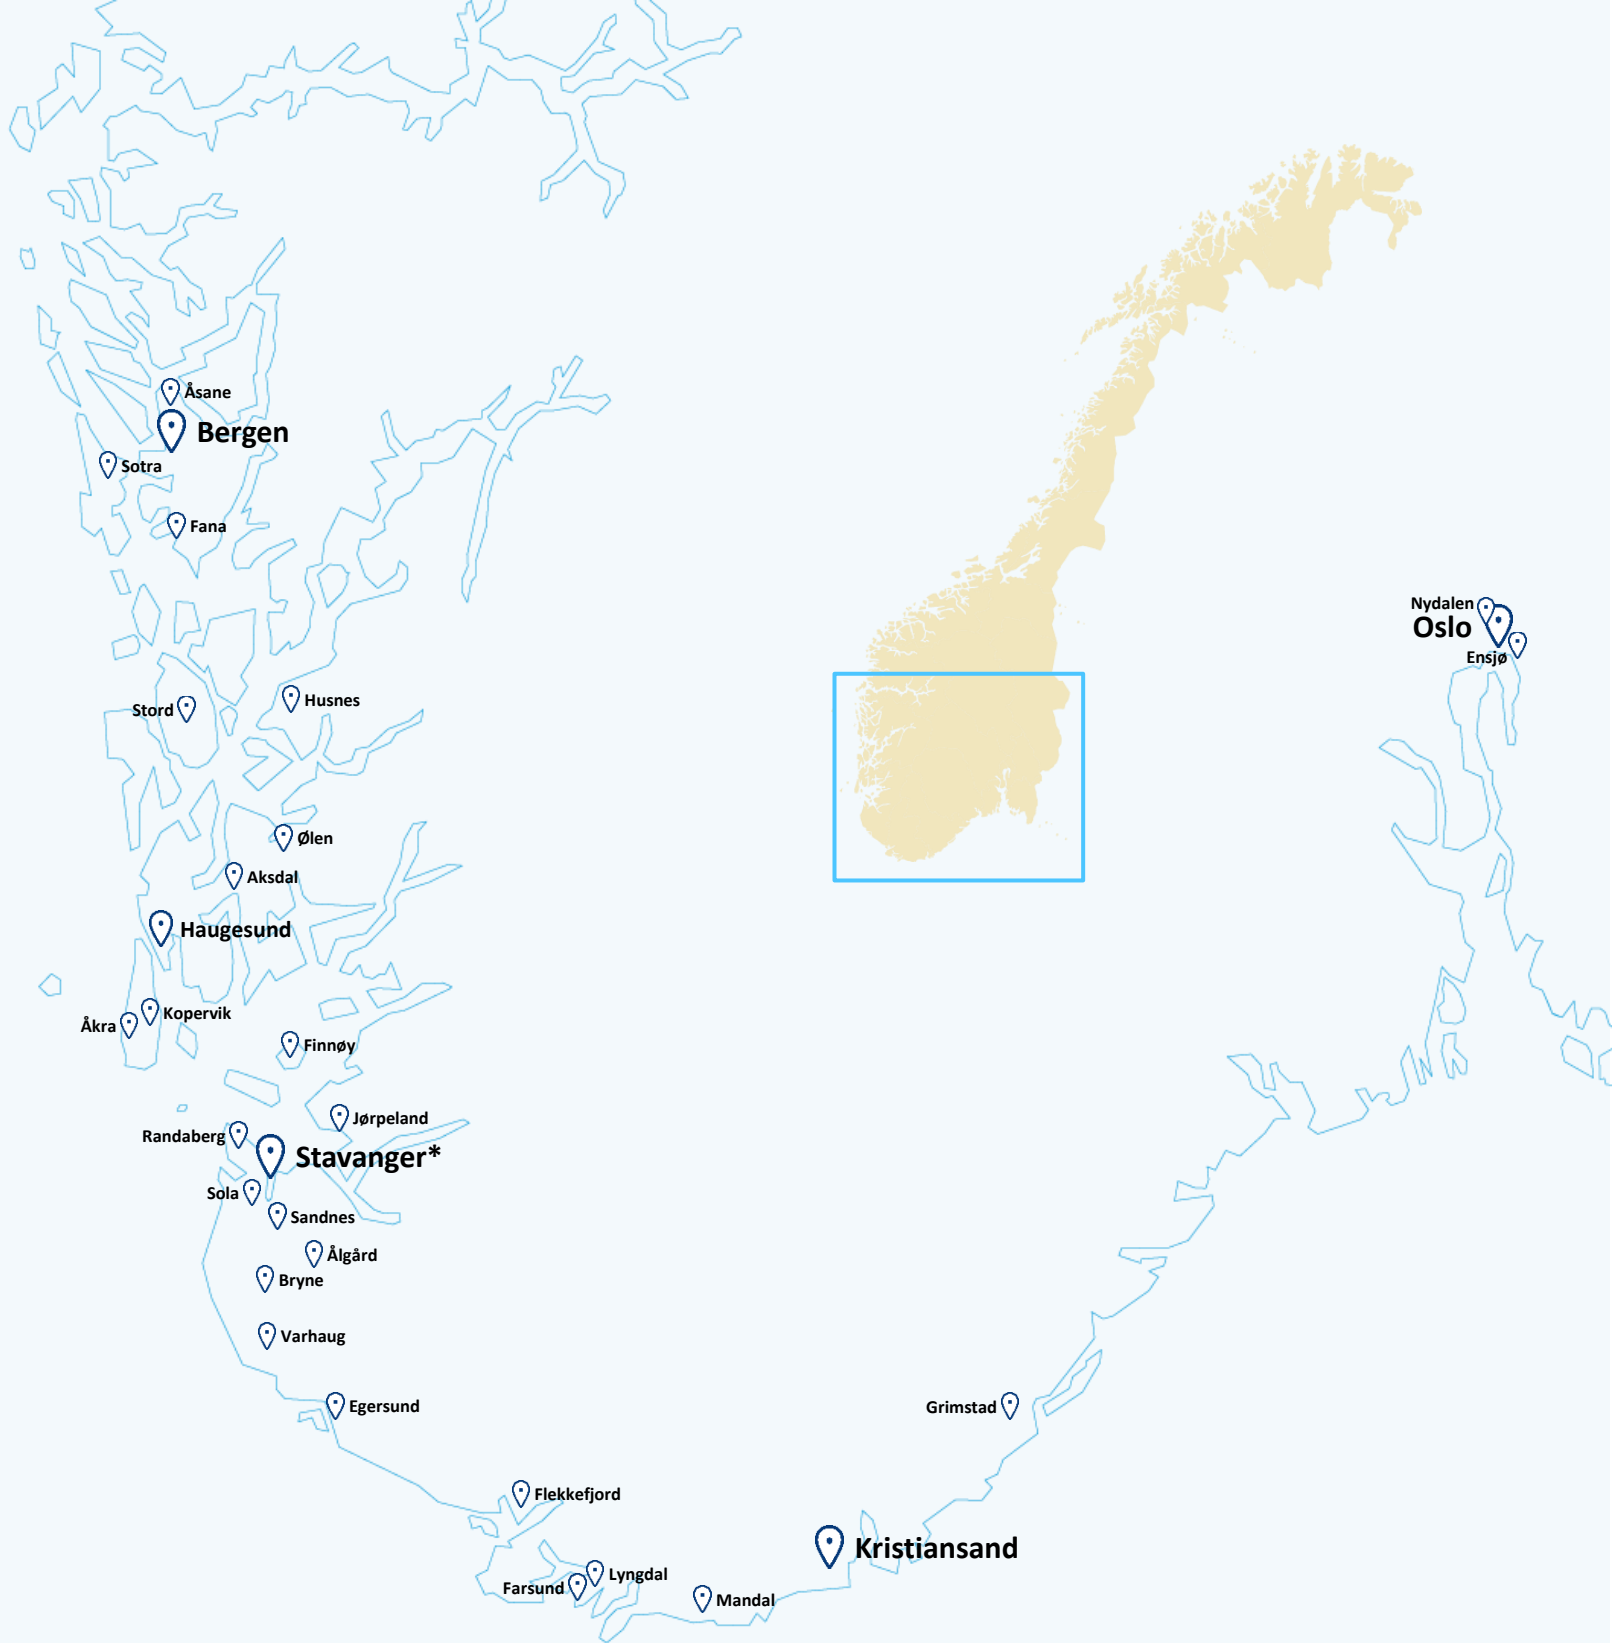 Åsane
Bergen
Sotra
Fana
Nydalen
Oslo
Ensjø
Husnes
Stord
Ølen
Aksdal
Haugesund
Kopervik
Åkra
Finnøy
Jørpeland
Randaberg
Stavanger*
Sola
Sandnes
Ålgård
Bryne
Varhaug
Egersund
Grimstad
Flekkefjord
Kristiansand
Lyngdal
Farsund
Mandal